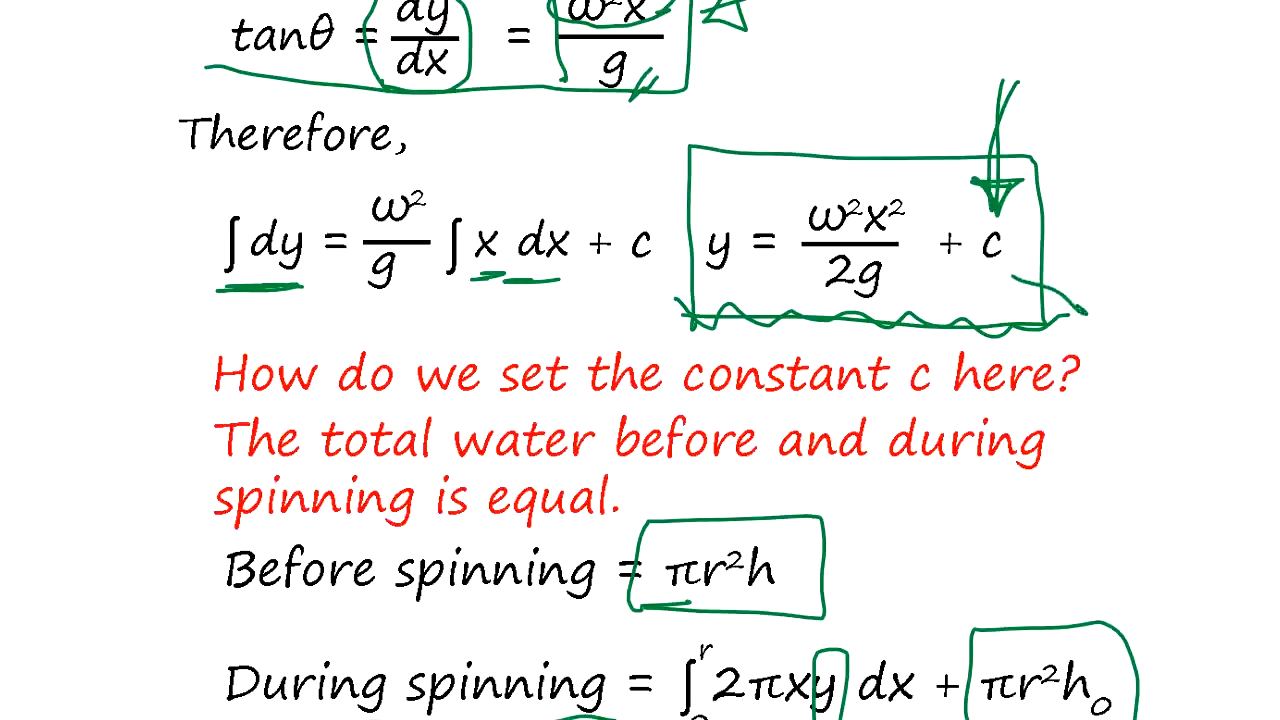 tanθ = dy/dx = ω²x/g
Therefore,
∫dy = ω²/g ∫x dx + c    y = ω²x²/2g + c
How do we set the constant c here?
The total water before and during
spinning is equal.
Before spinning = πr²h
During spinning = ∫₀ʳ 2πxy dx + πr²h₀